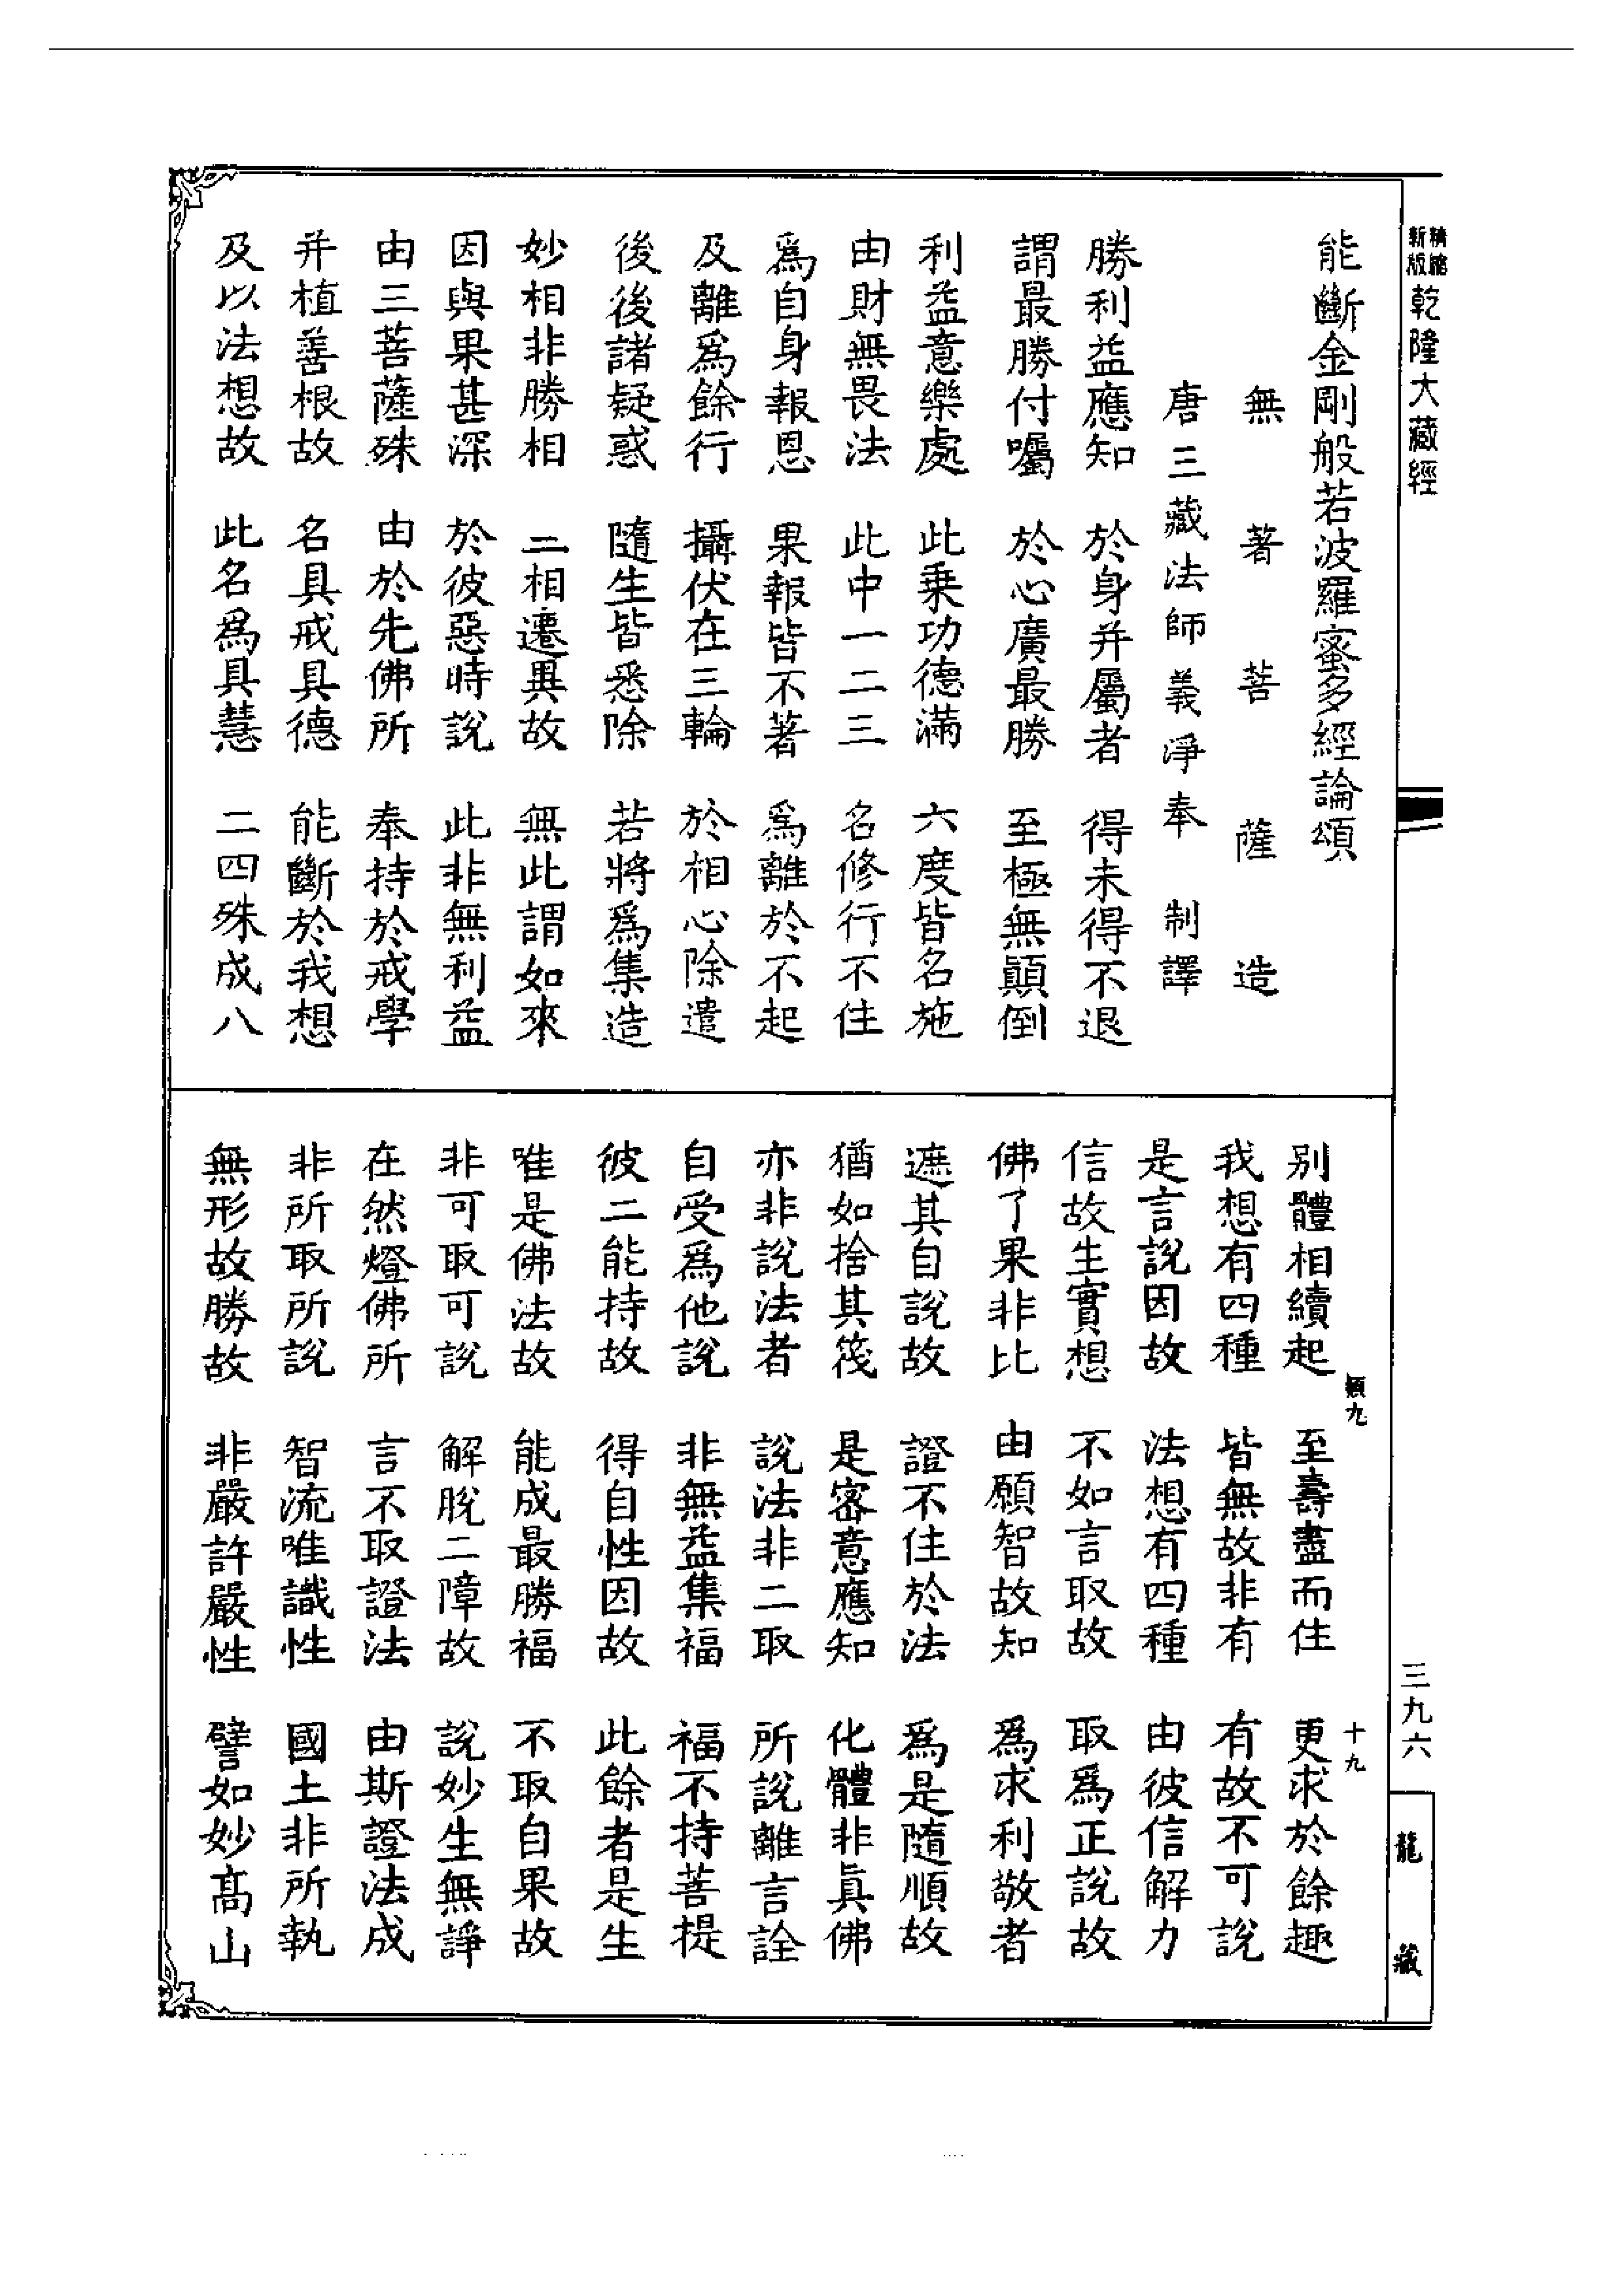 精縮新版乾隆大藏經
能斷金剛般若波羅蜜多經論頌
無著菩薩造
唐三藏法師義淨奉制譯
勝利益應知 於身并屬者 得未得不退
謂最勝付囑 於心廣最勝 至極無顛倒
利益意樂處 此乗功德滿 六度皆名施
由財無畏法 此中一二三 名修行不住
爲自身報恩 果報皆不著 爲離於不起
及離爲餘行 攝伏在三輪 於相心除遣
後後諸疑惑 隨生皆悉除 若將爲集造
妙相非勝相 二相遷異故 無此謂如來
因與果甚深 於彼惡時說 此非無利益
由三菩薩殊 由於先佛所 奉持於戒學
并植善根故 名具戒具德 能斷於我想
及以法想故 此名爲具慧 二四殊成八
別體相續起 至壽盡而住 更求於餘趣
我想有四種 皆無故非有 有故不可說
是言說因故 法想有四種 由彼信解力
信故生實想 不如言取故 取爲正說故
佛了果非比 由願智故知 爲求利敬者
遮其自說故 證不住於法 爲是隨順故
猶如捨其筏 是密意應知 化體非眞佛
亦非說法者 說法非二取 所說離言詮
自受爲他說 非無益集福 福不持菩提
彼二能持故 得自性因故 此餘者是生
唯是佛法故 能成最勝福 不取自果故
非可取可說 解脫二障故 說妙生無諍
在然燈佛所 言不取證法 由斯證法成
非所取所說 智流唯識性 國土非所執
無形故勝故 非嚴許嚴性 譬如妙高山
穎九
十九
三九六
龍藏